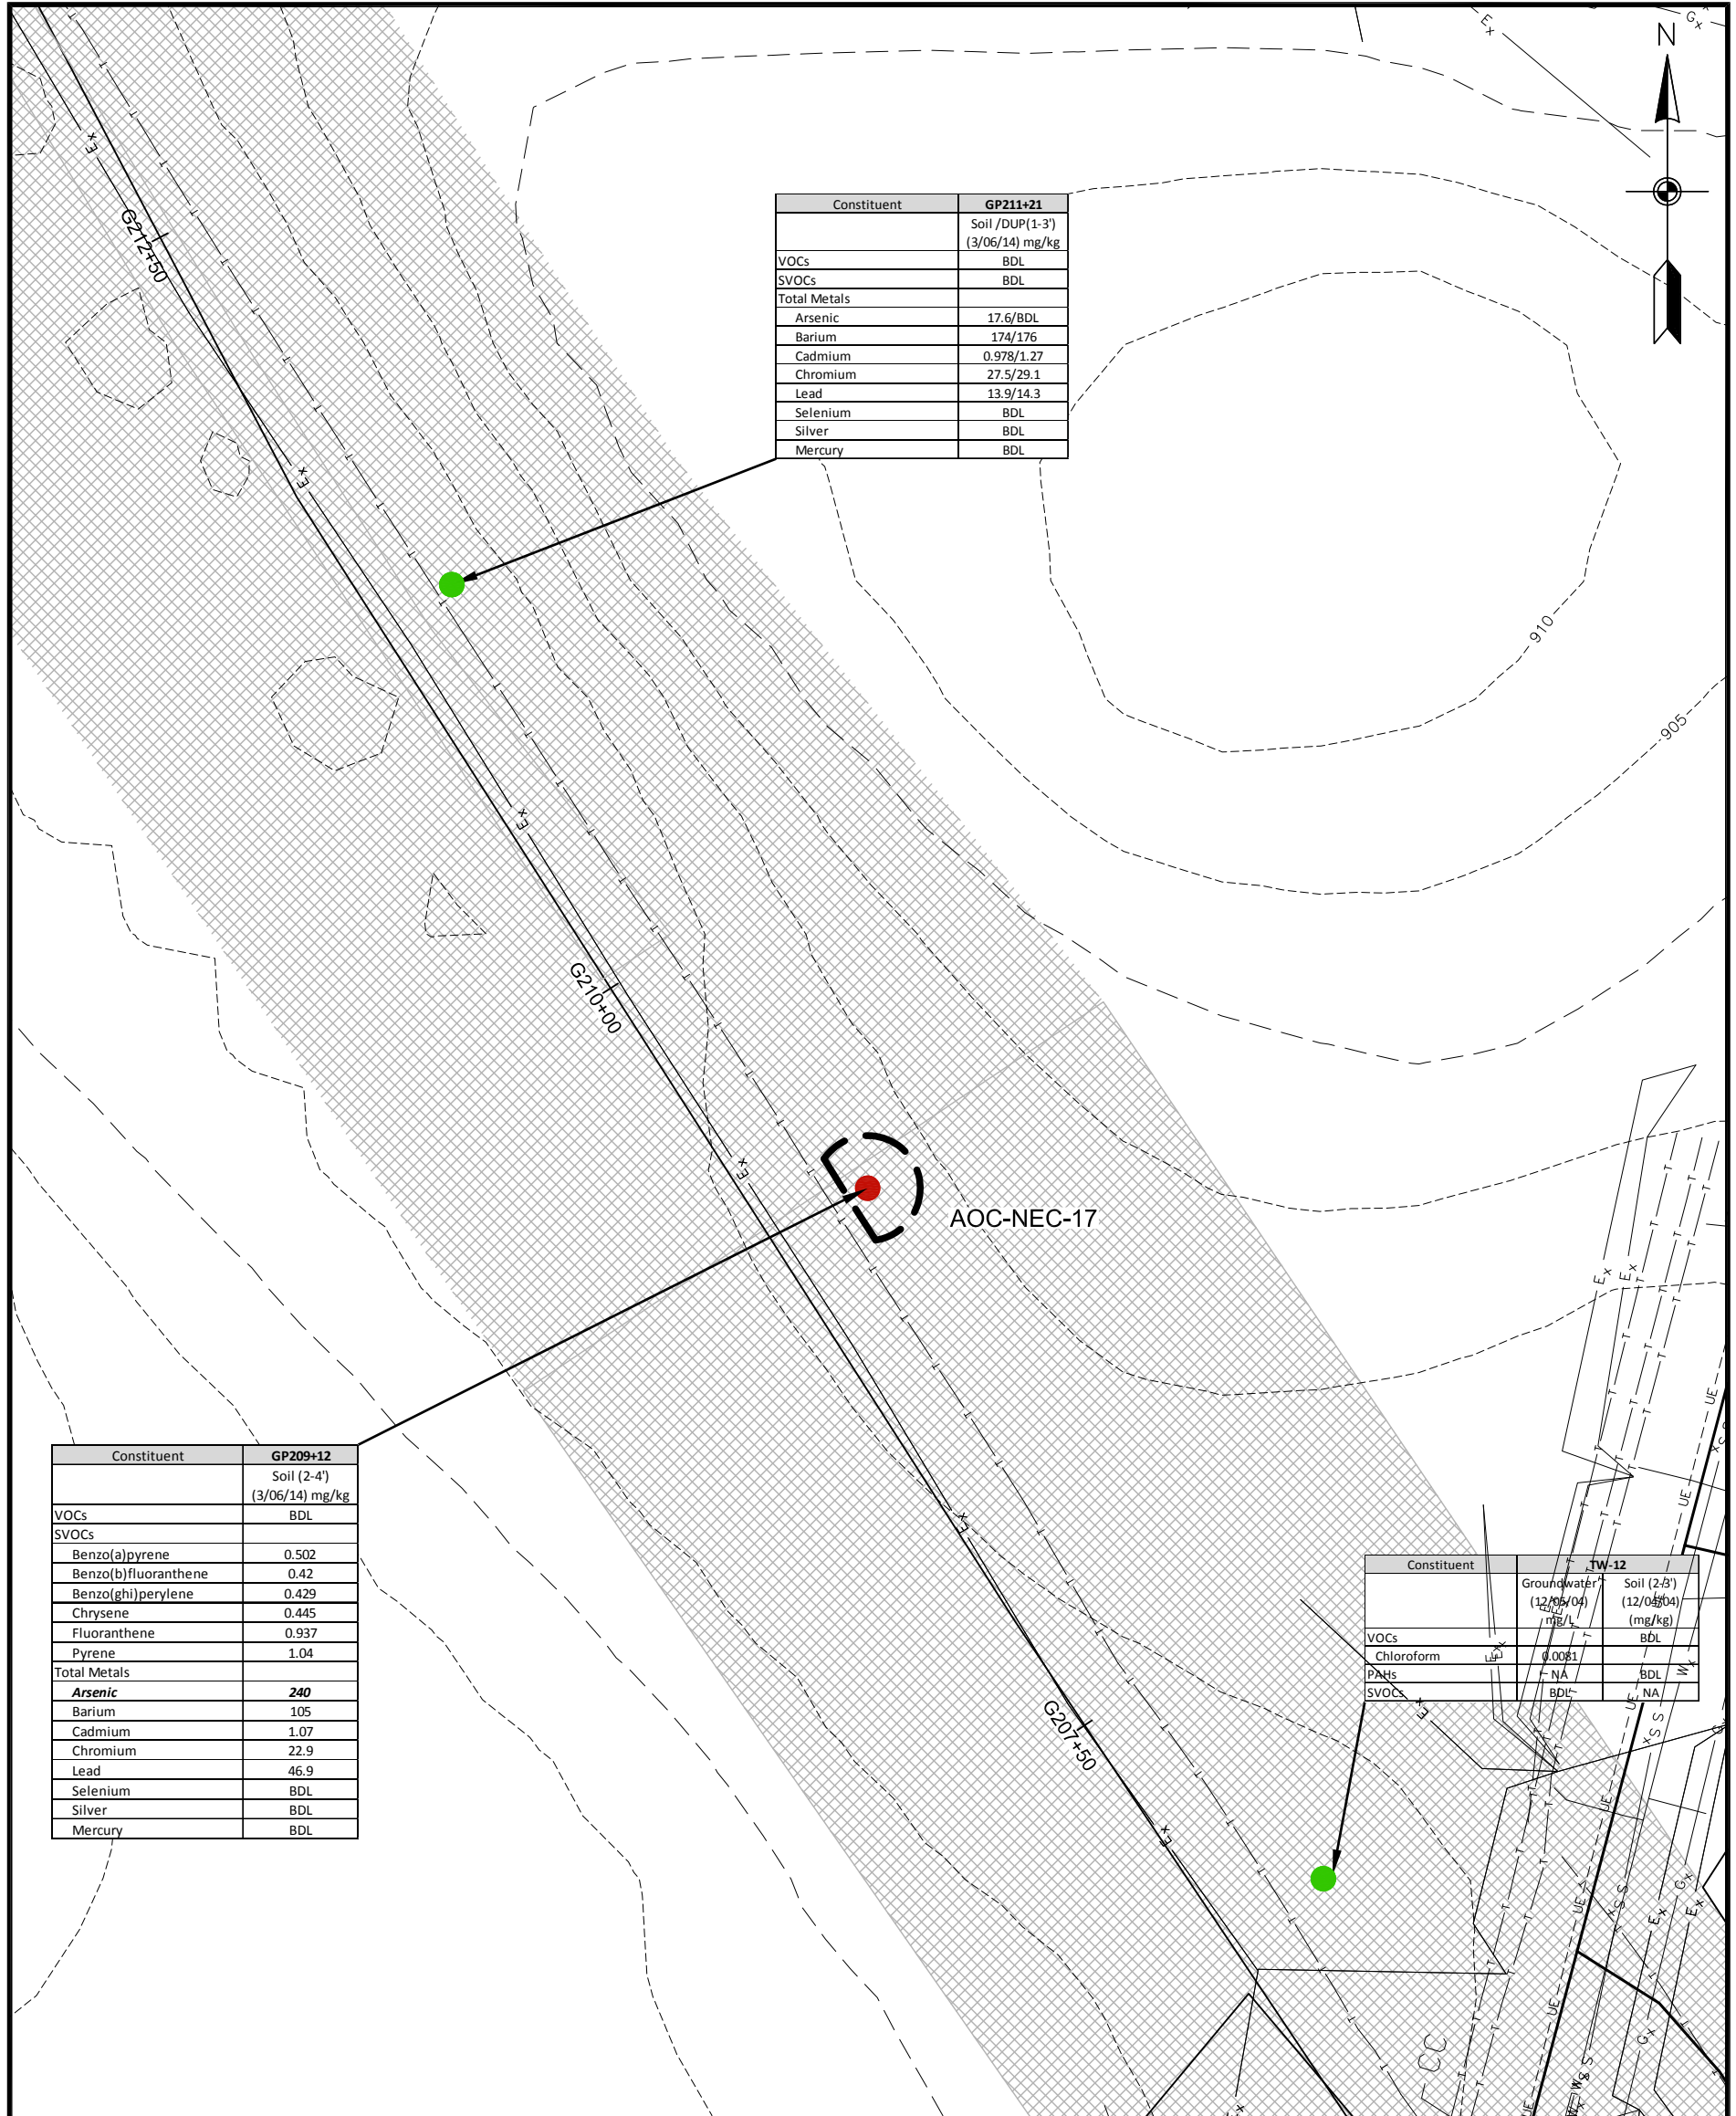 N
G212+50
Constituent GP211+21
Soil /DUP(1-3')
(3/06/14) mg/kg
VOCs BDL
SVOCs BDL
Total Metals
Arsenic 17.6/BDL
Barium 174/176
Cadmium 0.978/1.27
Chromium 27.5/29.1
Lead 13.9/14.3
Selenium BDL
Silver BDL
Mercury BDL
910
905
G210+00
AOC-NEC-17
Constituent GP209+12
Soil (2-4')
(3/06/14) mg/kg
VOCs BDL
SVOCs
Benzo(a)pyrene 0.502
Benzo(b)fluoranthene 0.42
Benzo(ghi)perylene 0.429
Chrysene 0.445
Fluoranthene 0.937
Pyrene 1.04
Total Metals
Arsenic 240
Barium 105
Cadmium 1.07
Chromium 22.9
Lead 46.9
Selenium BDL
Silver BDL
Mercury BDL
Constituent TW-12
Groundwater Soil (2-3')
(12/05/04) (12/04/04)
mg/L (mg/kg)
VOCs BDL
Chloroform 0.0081
PAHs NA BDL
SVOCs BDL NA
G207+50
CC